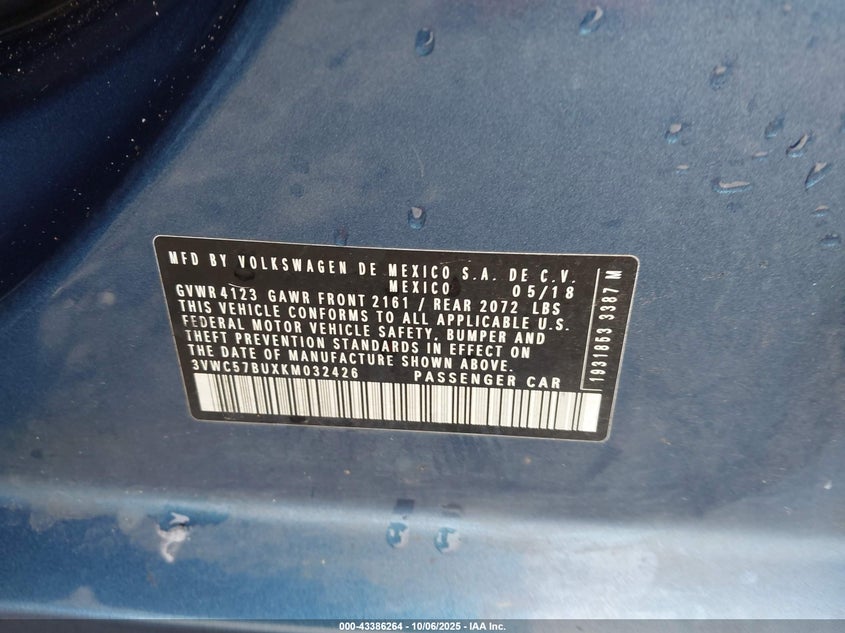 MFD BY VOLKSWAGEN DE MEXICO S.A. DE C.V.
MEXICO 05/18
GVWR 4123 GAWR FRONT 2161 / REAR 2072 LBS
THIS VEHICLE CONFORMS TO ALL APPLICABLE U.S.
FEDERAL MOTOR VEHICLE SAFETY, BUMPER AND
THEFT PREVENTION STANDARDS IN EFFECT ON
THE DATE OF MANUFACTURE SHOWN ABOVE.
3VWC57BUXKM032426 PASSENGER CAR
1931853 3387 M
000-43386264 - 10/06/2025 - IAA Inc.